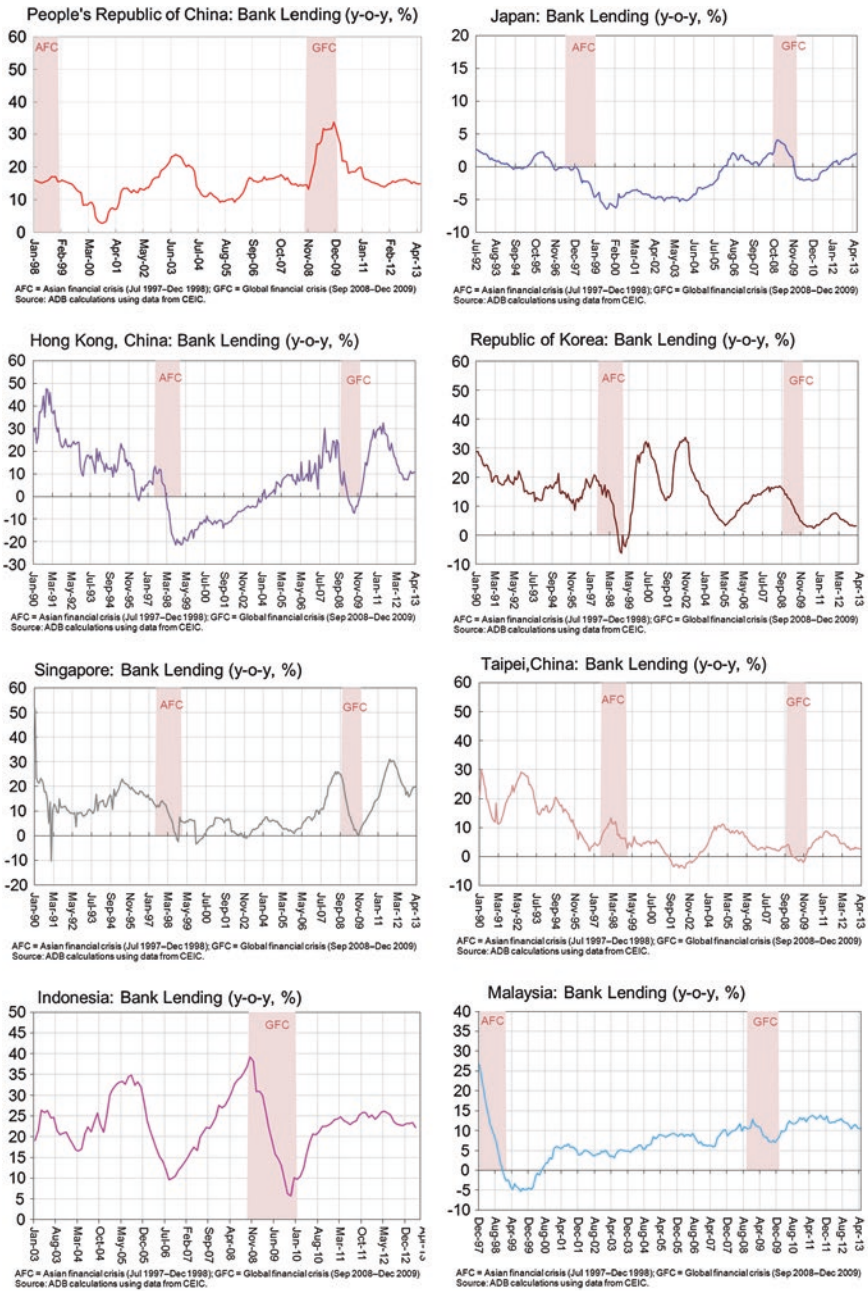 People's Republic of China: Bank Lending (y-o-y, %)
AFC
GFC
60
50
40
30
20
10
0
Jan-98
Feb-99
Mar-00
Apr-01
May-02
Jun-03
Jul-04
Aug-05
Sep-06
Oct-07
Nov-08
Dec-09
Jan-11
Feb-12
Apr-13
AFC = Asian financial crisis (Jul 1997–Dec 1998); GFC = Global financial crisis (Sep 2008–Dec 2009)
Source: ADB calculations using data from CEIC.
Japan: Bank Lending (y-o-y, %)
AFC
GFC
20
15
10
5
0
-5
-10
Jul-92
Aug-93
Sep-94
Oct-95
Nov-96
Dec-97
Jan-99
Feb-00
Mar-01
Apr-02
May-03
Jun-04
Jul-05
Aug-06
Sep-07
Oct-08
Nov-09
Dec-10
Jan-12
Apr-13
AFC = Asian financial crisis (Jul 1997–Dec 1998); GFC = Global financial crisis (Sep 2008–Dec 2009)
Source: ADB calculations using data from CEIC.
Hong Kong, China: Bank Lending (y-o-y, %)
AFC
GFC
60
50
40
30
20
10
0
-10
-20
-30
Jan-90
Mar-91
May-92
Jul-93
Sep-94
Nov-95
Jan-97
Mar-98
May-99
Jul-00
Sep-01
Nov-02
Jan-04
Mar-05
May-06
Jul-07
Sep-08
Nov-09
Jan-11
Mar-12
Apr-13
AFC = Asian financial crisis (Jul 1997–Dec 1998); GFC = Global financial crisis (Sep 2008–Dec 2009)
Source: ADB calculations using data from CEIC.
Republic of Korea: Bank Lending (y-o-y, %)
AFC
GFC
60
50
40
30
20
10
0
-10
Jan-90
Mar-91
May-92
Jul-93
Sep-94
Nov-95
Jan-97
Mar-98
May-99
Jul-00
Sep-01
Nov-02
Jan-04
Mar-05
May-06
Jul-07
Sep-08
Nov-09
Jan-11
Mar-12
Apr-13
AFC = Asian financial crisis (Jul 1997–Dec 1998); GFC = Global financial crisis (Sep 2008–Dec 2009)
Source: ADB calculations using data from CEIC.
Singapore: Bank Lending (y-o-y, %)
AFC
GFC
60
50
40
30
20
10
0
-10
-20
Jan-90
Mar-91
May-92
Jul-93
Sep-94
Nov-95
Jan-97
Mar-98
May-99
Jul-00
Sep-01
Nov-02
Jan-04
Mar-05
May-06
Jul-07
Sep-08
Nov-09
Jan-11
Mar-12
Apr-13
AFC = Asian financial crisis (Jul 1997–Dec 1998); GFC = Global financial crisis (Sep 2008–Dec 2009)
Source: ADB calculations using data from CEIC.
Taipei,China: Bank Lending (y-o-y, %)
AFC
GFC
60
50
40
30
20
10
0
-10
Jan-90
Mar-91
May-92
Jul-93
Sep-94
Nov-95
Jan-97
Mar-98
May-99
Jul-00
Sep-01
Nov-02
Jan-04
Mar-05
May-06
Jul-07
Sep-08
Nov-09
Jan-11
Mar-12
Apr-13
AFC = Asian financial crisis (Jul 1997–Dec 1998); GFC = Global financial crisis (Sep 2008–Dec 2009)
Source: ADB calculations using data from CEIC.
Indonesia: Bank Lending (y-o-y, %)
GFC
50
45
40
35
30
25
20
15
10
5
0
Jan-03
Aug-03
Mar-04
Oct-04
May-05
Dec-05
Jul-06
Feb-07
Sep-07
Apr-08
Nov-08
Jun-09
Jan-10
Aug-10
Mar-11
Oct-11
May-12
Dec-12
Apr-13
AFC = Asian financial crisis (Jul 1997–Dec 1998); GFC = Global financial crisis (Sep 2008–Dec 2009)
Source: ADB calculations using data from CEIC.
Malaysia: Bank Lending (y-o-y, %)
AFC
GFC
40
35
30
25
20
15
10
5
0
-5
-10
Dec-97
Aug-98
Apr-99
Dec-99
Aug-00
Apr-01
Dec-01
Aug-02
Apr-03
Dec-03
Aug-04
Apr-05
Dec-05
Aug-06
Apr-07
Dec-07
Aug-08
Apr-09
Dec-09
Aug-10
Apr-11
Dec-11
Aug-12
Apr-13
AFC = Asian financial crisis (Jul 1997–Dec 1998); GFC = Global financial crisis (Sep 2008–Dec 2009)
Source: ADB calculations using data from CEIC.